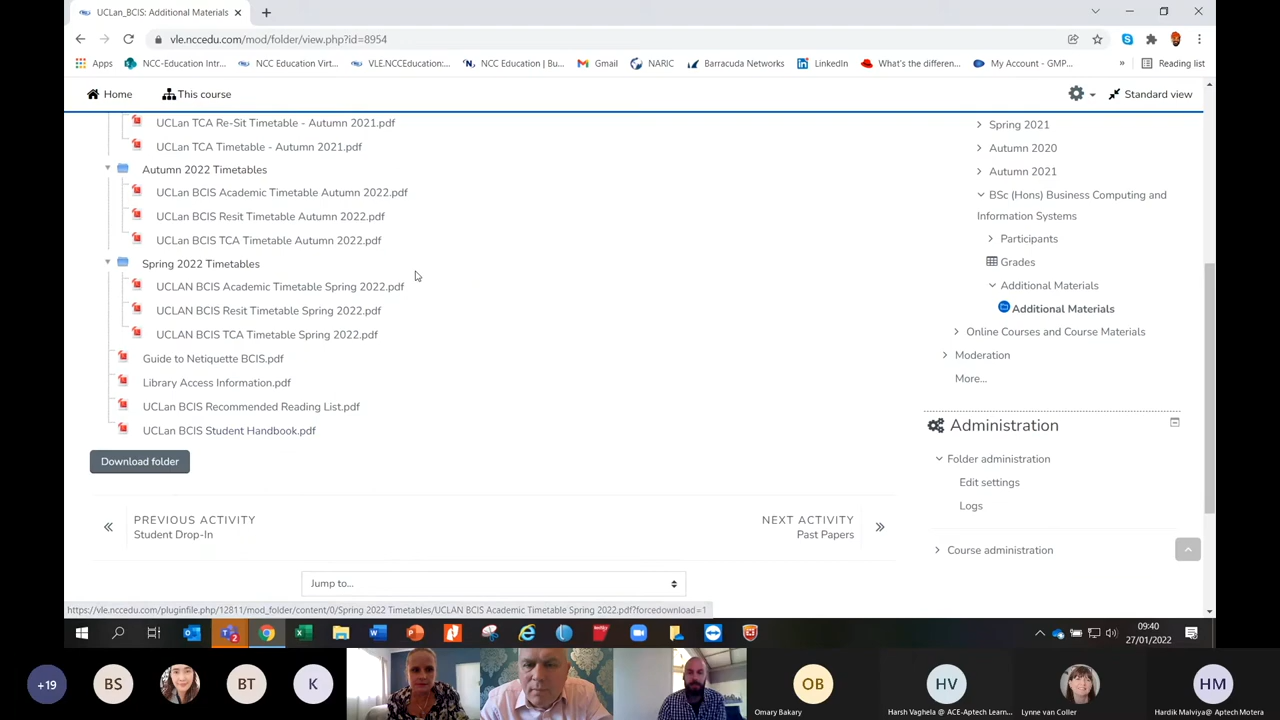 UCLan_BCIS: Additional Materials
vle.nccedu.com/mod/folder/view.php?id=8954
Apps
NCC-Education Intr...
NCC Education Virt...
VLE.NCCEducation:...
NCC Education | Bu...
Gmail
NARIC
Barracuda Networks
LinkedIn
What's the differen...
My Account - GMP...
»
Reading list
Home
This course
Standard view
UCLan TCA Re-Sit Timetable - Autumn 2021.pdf
UCLan TCA Timetable - Autumn 2021.pdf
Autumn 2022 Timetables
UCLan BCIS Academic Timetable Autumn 2022.pdf
UCLan BCIS Resit Timetable Autumn 2022.pdf
UCLan BCIS TCA Timetable Autumn 2022.pdf
Spring 2022 Timetables
UCLAN BCIS Academic Timetable Spring 2022.pdf
UCLAN BCIS Resit Timetable Spring 2022.pdf
UCLAN BCIS TCA Timetable Spring 2022.pdf
Guide to Netiquette BCIS.pdf
Library Access Information.pdf
UCLan BCIS Recommended Reading List.pdf
UCLan BCIS Student Handbook.pdf
Download folder
PREVIOUS ACTIVITY
Student Drop-In
NEXT ACTIVITY
Past Papers
Jump to...
Spring 2021
Autumn 2020
Autumn 2021
BSc (Hons) Business Computing and
Information Systems
Participants
Grades
Additional Materials
Additional Materials
Online Courses and Course Materials
Moderation
More...
Administration
Folder administration
Edit settings
Logs
Course administration
https://vle.nccedu.com/pluginfile.php/12811/mod_folder/content/0/Spring 2022 Timetables/UCLAN BCIS Academic Timetable Spring 2022.pdf?forcedownload=1
09:40
27/01/2022
+19
BS
BT
K
OB
Omary Bakary
HV
Harsh Vaghela @ ACE-Aptech Learn...
Lynne van Coller
HM
Hardik Malviya@ Aptech Motera